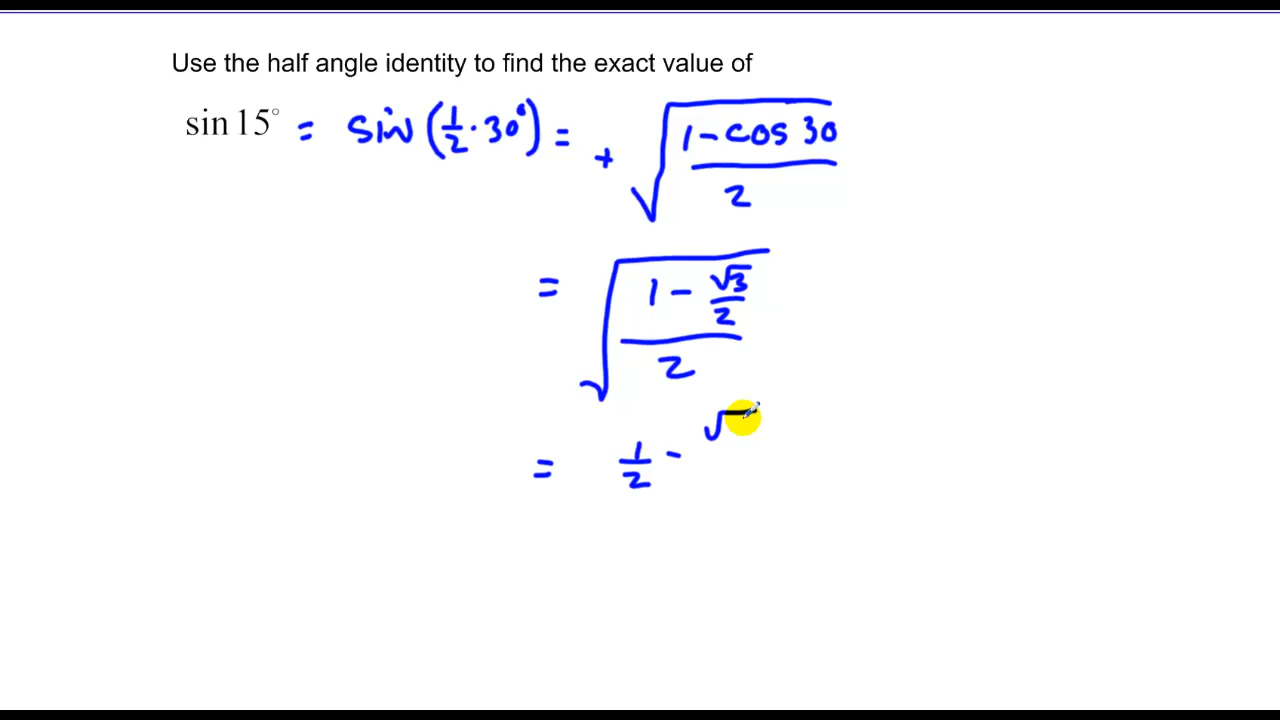 Use the half angle identity to find the exact value of
sin 15° = sin(1/2 · 30°) = + √((1 - cos 30)/2)
= √((1 - √3/2)/2)
= 1/2 - √